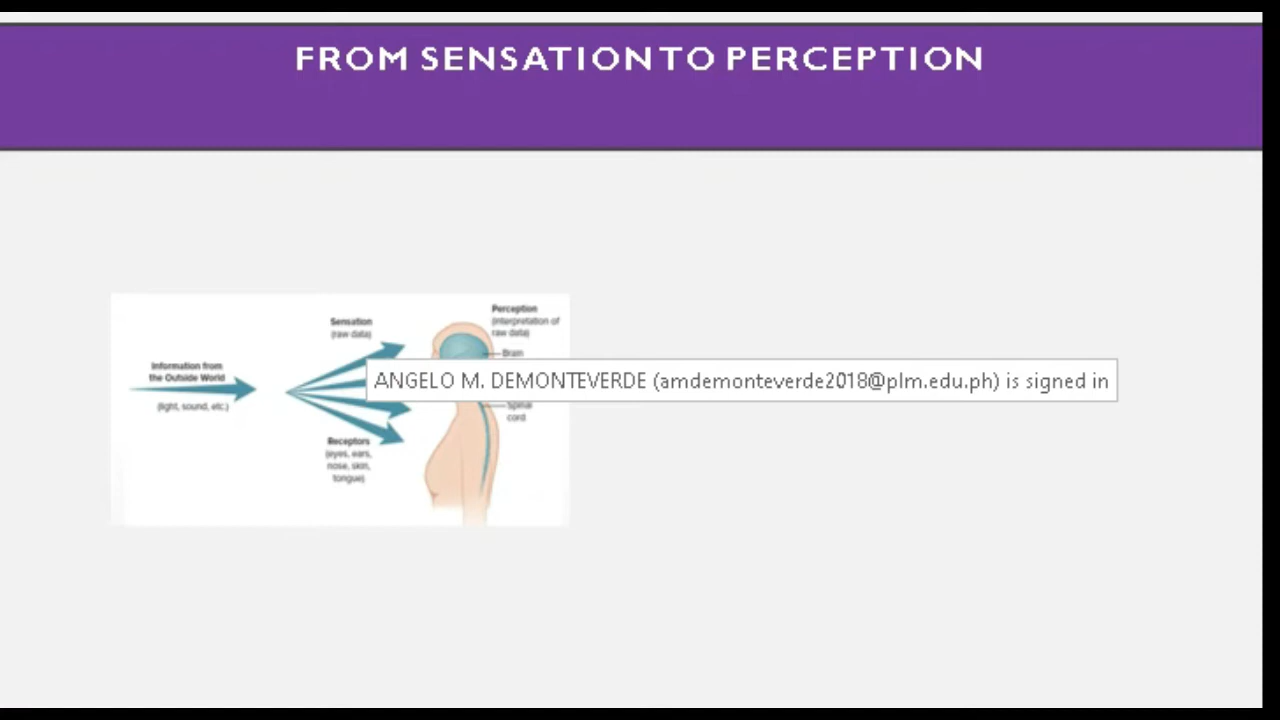 FROM SENSATION TO PERCEPTION
Perception
(interpretation of
raw data)
Sensation
(raw data)
Brain
Information from
the Outside World
(light, sound, etc.)
ANGELO M. DEMONTEVERDE (amdemonteverde2018@plm.edu.ph) is signed in
Spinal
cord
Receptors
(eyes, ears,
nose, skin,
tongue)